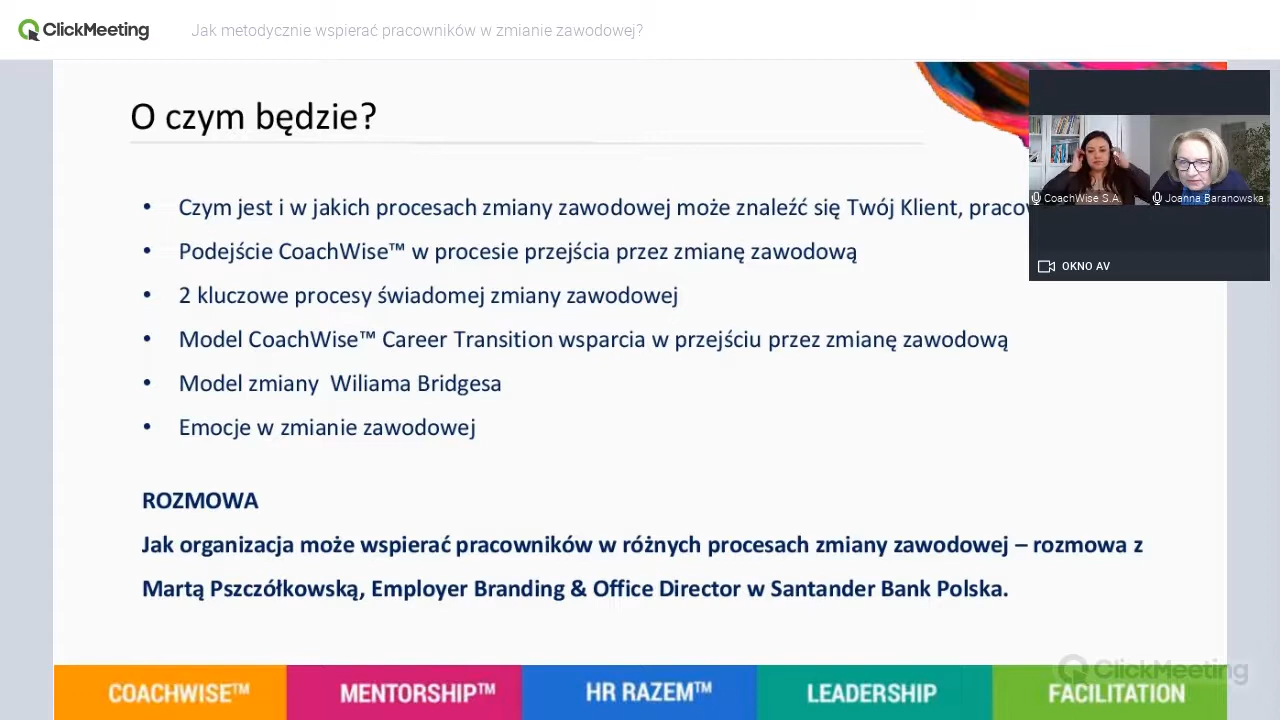 ClickMeeting
Jak metodycznie wspierać pracowników w zmianie zawodowej?
O czym będzie?
• Czym jest i w jakich procesach zmiany zawodowej może znaleźć się Twój Klient,
• Podejście CoachWise™ w procesie przejścia przez zmianę zawodową
• 2 kluczowe procesy świadomej zmiany zawodowej
• Model CoachWise™ Career Transition wsparcia w przejściu przez zmianę zawodową
• Model zmiany Wiliama Bridgesa
• Emocje w zmianie zawodowej
ROZMOWA
Jak organizacja może wspierać pracowników w różnych procesach zmiany zawodowej – rozmowa z
Martą Pszczółkowską, Employer Branding & Office Director w Santander Bank Polska.
CoachWise S.A.
Joanna Baranowska
OKNO AV
ClickMeeting
COACHWISE™
MENTORSHIP™
HR RAZEM™
LEADERSHIP
FACILITATION